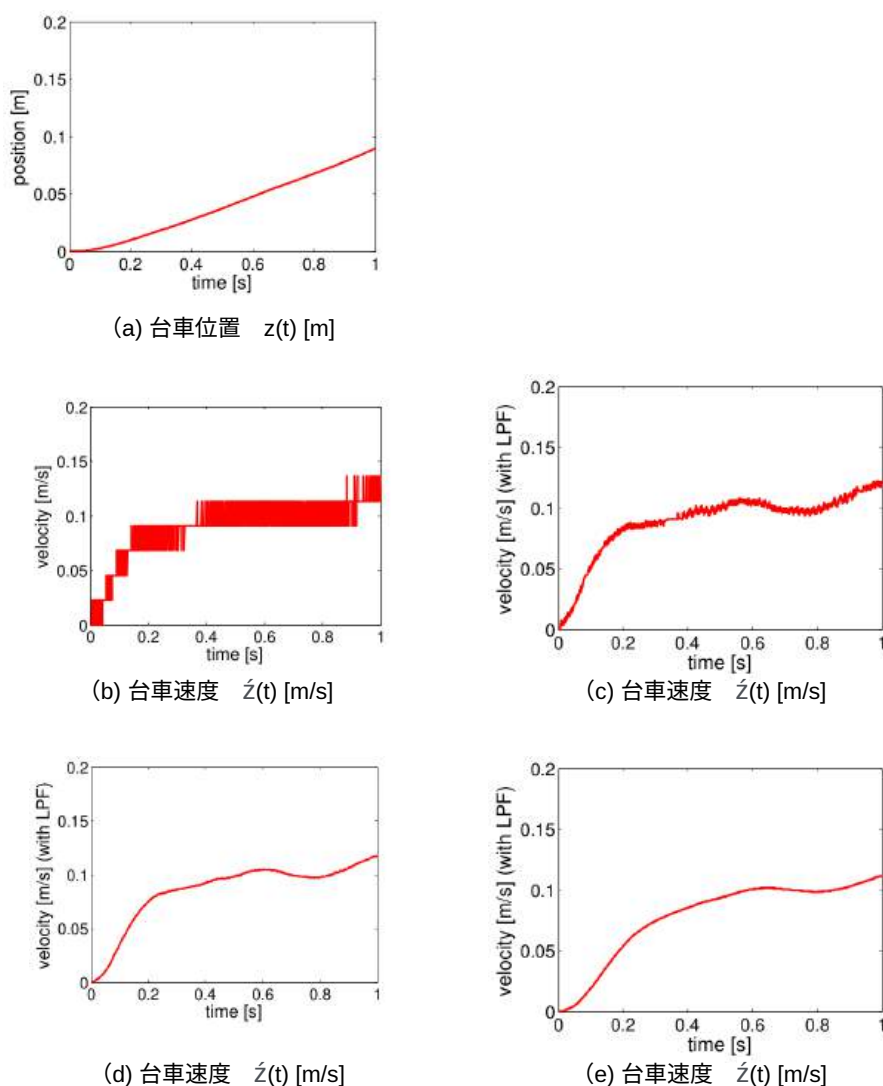 0.2
0.15
0.1
0.05
0
position [m]
0 0.2 0.4 0.6 0.8 1
time [s]
(a) 台車位置 z(t) [m]
0.2
0.15
0.1
0.05
0
velocity [m/s]
0 0.2 0.4 0.6 0.8 1
time [s]
(b) 台車速度 Ź(t) [m/s]
0.2
0.15
0.1
0.05
0
velocity [m/s] (with LPF)
0 0.2 0.4 0.6 0.8 1
time [s]
(c) 台車速度 Ź(t) [m/s]
0.2
0.15
0.1
0.05
0
velocity [m/s] (with LPF)
0 0.2 0.4 0.6 0.8 1
time [s]
(d) 台車速度 Ź(t) [m/s]
0.2
0.15
0.1
0.05
0
velocity [m/s] (with LPF)
0 0.2 0.4 0.6 0.8 1
time [s]
(e) 台車速度 Ź(t) [m/s]